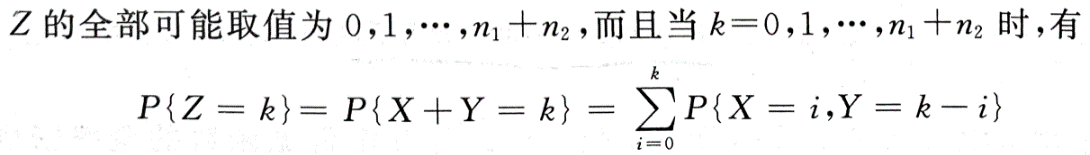 Z 的全部可能取值为 0,1,…,n₁+n₂,而且当 k=0,1,…,n₁+n₂ 时,有
P{Z = k} = P{X + Y = k} = ∑_{i=0}^{k} P{X = i, Y = k − i}